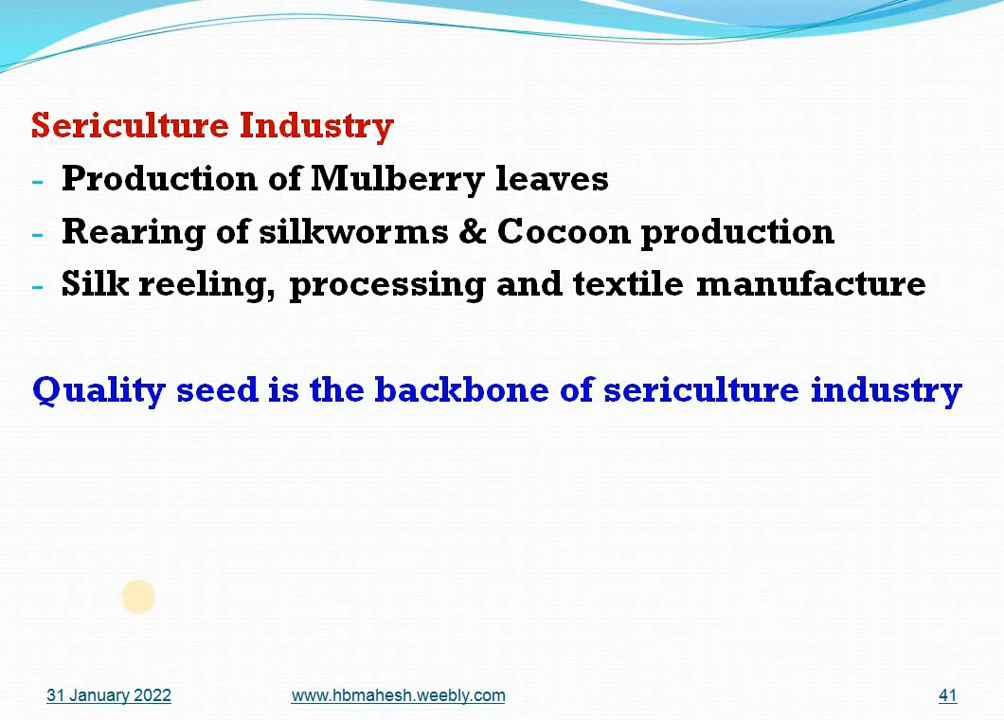 Sericulture Industry
- Production of Mulberry leaves
- Rearing of silkworms & Cocoon production
- Silk reeling, processing and textile manufacture
Quality seed is the backbone of sericulture industry
31 January 2022 www.hbmahesh.weebly.com 41